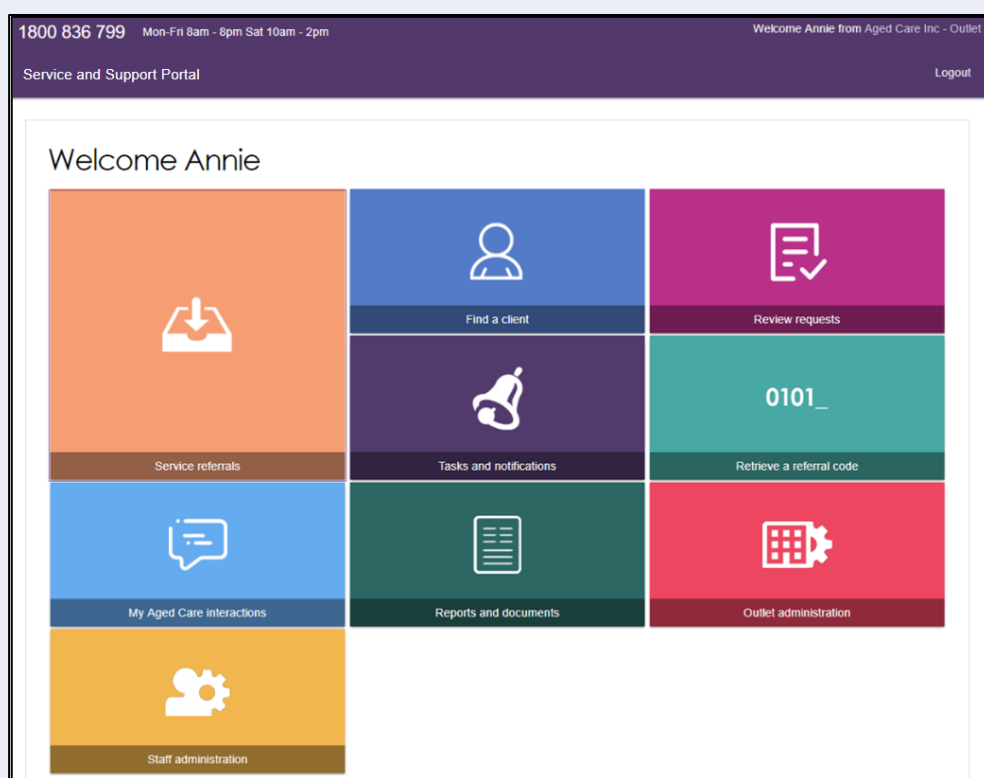 1800 836 799 Mon-Fri 8am - 8pm Sat 10am - 2pm
Welcome Annie from Aged Care Inc - Outlet
Service and Support Portal
Logout
Welcome Annie
Find a client
Review requests
0101_
Service referrals
Tasks and notifications
Retrieve a referral code
My Aged Care interactions
Reports and documents
Outlet administration
Staff administration